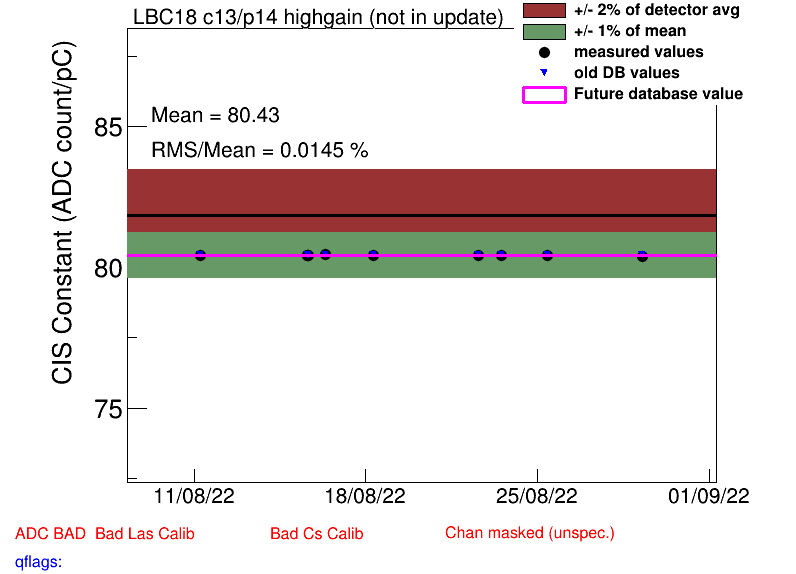 LBC18 c13/p14 highgain (not in update)
+/- 2% of detector avg
+/- 1% of mean
measured values
old DB values
Future database value
CIS Constant (ADC count/pC)
Mean = 80.43
RMS/Mean = 0.0145 %
85
80
75
11/08/22 18/08/22 25/08/22 01/09/22
ADC BAD Bad Las Calib Bad Cs Calib Chan masked (unspec.)
qflags: